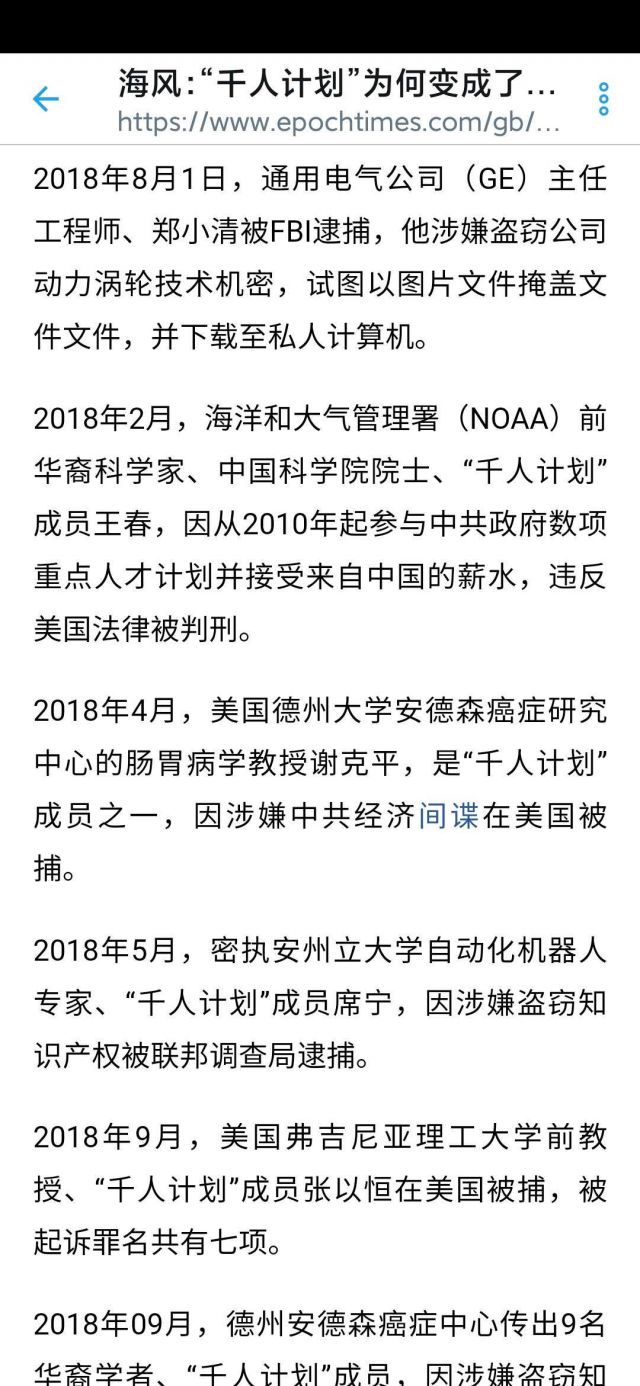 海风：“千人计划”为何变成了...
https://www.epochtimes.com/gb/...
2018年8月1日，通用电气公司（GE）主任
工程师、郑小清被FBI逮捕，他涉嫌盗窃公司
动力涡轮技术机密，试图以图片文件掩盖文
件文件，并下载至私人计算机。
2018年2月，海洋和大气管理署（NOAA）前
华裔科学家、中国科学院院士、“千人计划”
成员王春，因从2010年起参与中共政府数项
重点人才计划并接受来自中国的薪水，违反
美国法律被判刑。
2018年4月，美国德州大学安德森癌症研究
中心的肠胃病学教授谢克平，是“千人计划”
成员之一，因涉嫌中共经济间谍在美国被
捕。
2018年5月，密执安州立大学自动化机器人
专家、“千人计划”成员席宁，因涉嫌盗窃知
识产权被联邦调查局逮捕。
2018年9月，美国弗吉尼亚理工大学前教
授、“千人计划”成员张以恒在美国被捕，被
起诉罪名共有七项。
2018年09月，德州安德森癌症中心传出9名
华裔学者、“千人计划”成员，因涉嫌盗窃知